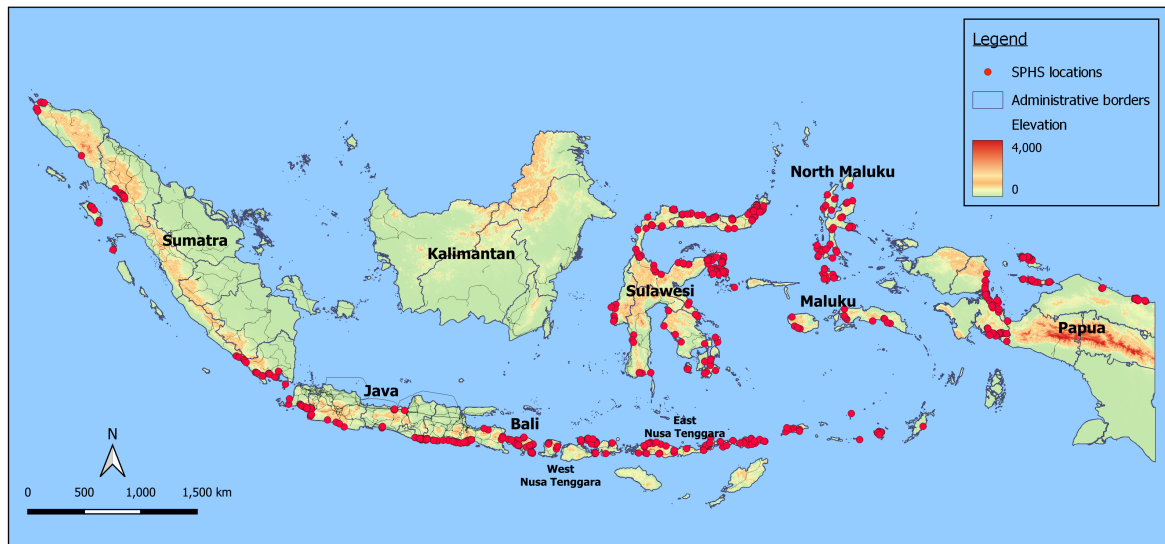 Legend
SPHS locations
Administrative borders
Elevation
4,000
0
North Maluku
Sumatra
Kalimantan
Sulawesi
Maluku
Papua
Java
Bali
East
Nusa Tenggara
West
Nusa Tenggara
N
0 500 1,000 1,500 km